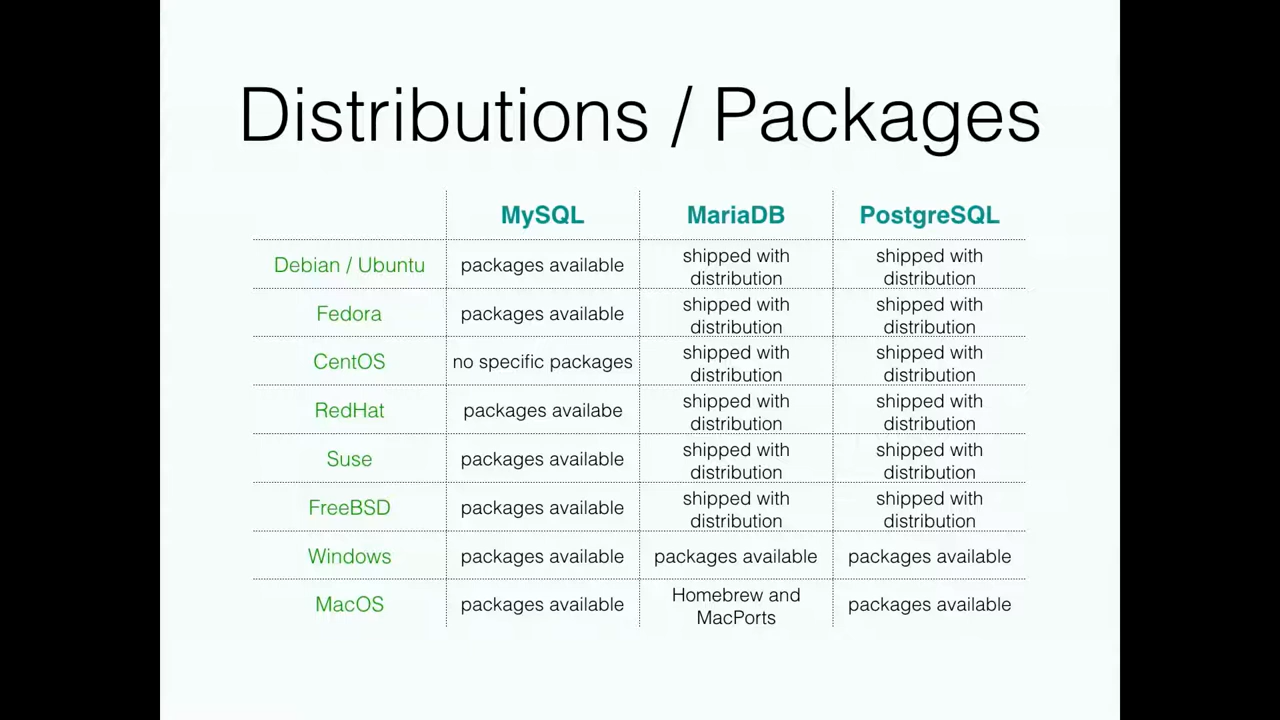 Distributions / Packages
MySQL MariaDB PostgreSQL
Debian / Ubuntu packages available shipped with distribution shipped with distribution
Fedora packages available shipped with distribution shipped with distribution
CentOS no specific packages shipped with distribution shipped with distribution
RedHat packages availabe shipped with distribution shipped with distribution
Suse packages available shipped with distribution shipped with distribution
FreeBSD packages available shipped with distribution shipped with distribution
Windows packages available packages available packages available
MacOS packages available Homebrew and MacPorts packages available